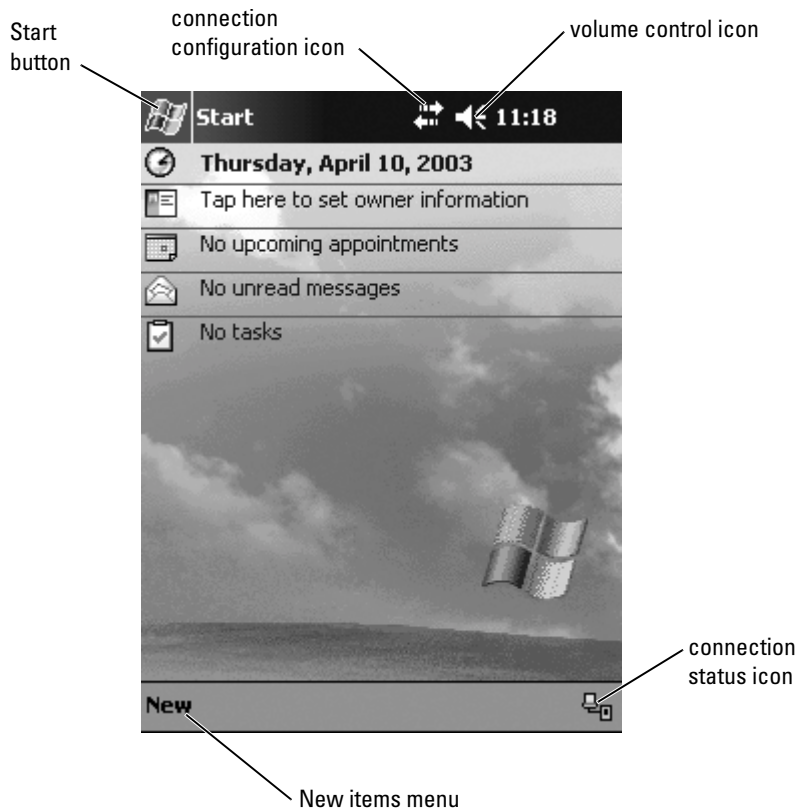 Start
button
connection
configuration icon
volume control icon
Start
11:18
Thursday, April 10, 2003
Tap here to set owner information
No upcoming appointments
No unread messages
No tasks
connection
status icon
New
New items menu